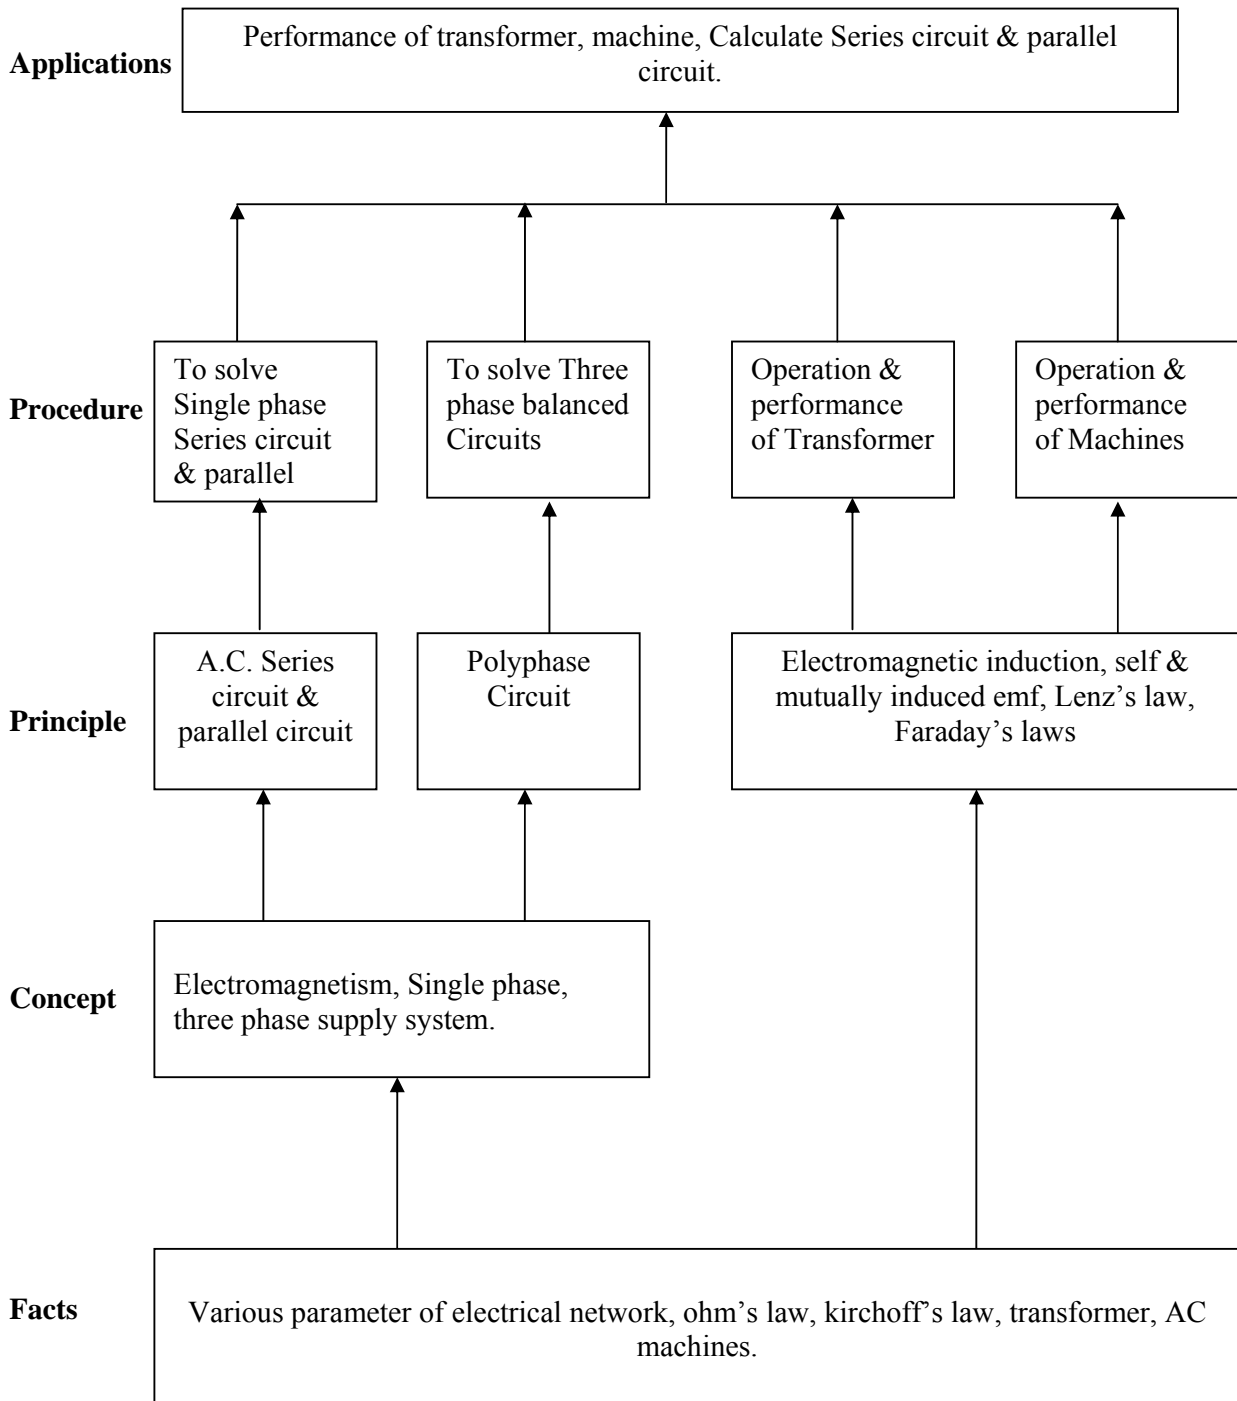 Applications
Performance of transformer, machine, Calculate Series circuit & parallel
circuit.
Procedure
To solve
Single phase
Series circuit
& parallel
To solve Three
phase balanced
Circuits
Operation &
performance
of Transformer
Operation &
performance
of Machines
Principle
A.C. Series
circuit &
parallel circuit
Polyphase
Circuit
Electromagnetic induction, self &
mutually induced emf, Lenz’s law,
Faraday’s laws
Concept
Electromagnetism, Single phase,
three phase supply system.
Facts
Various parameter of electrical network, ohm’s law, kirchoff’s law, transformer, AC
machines.